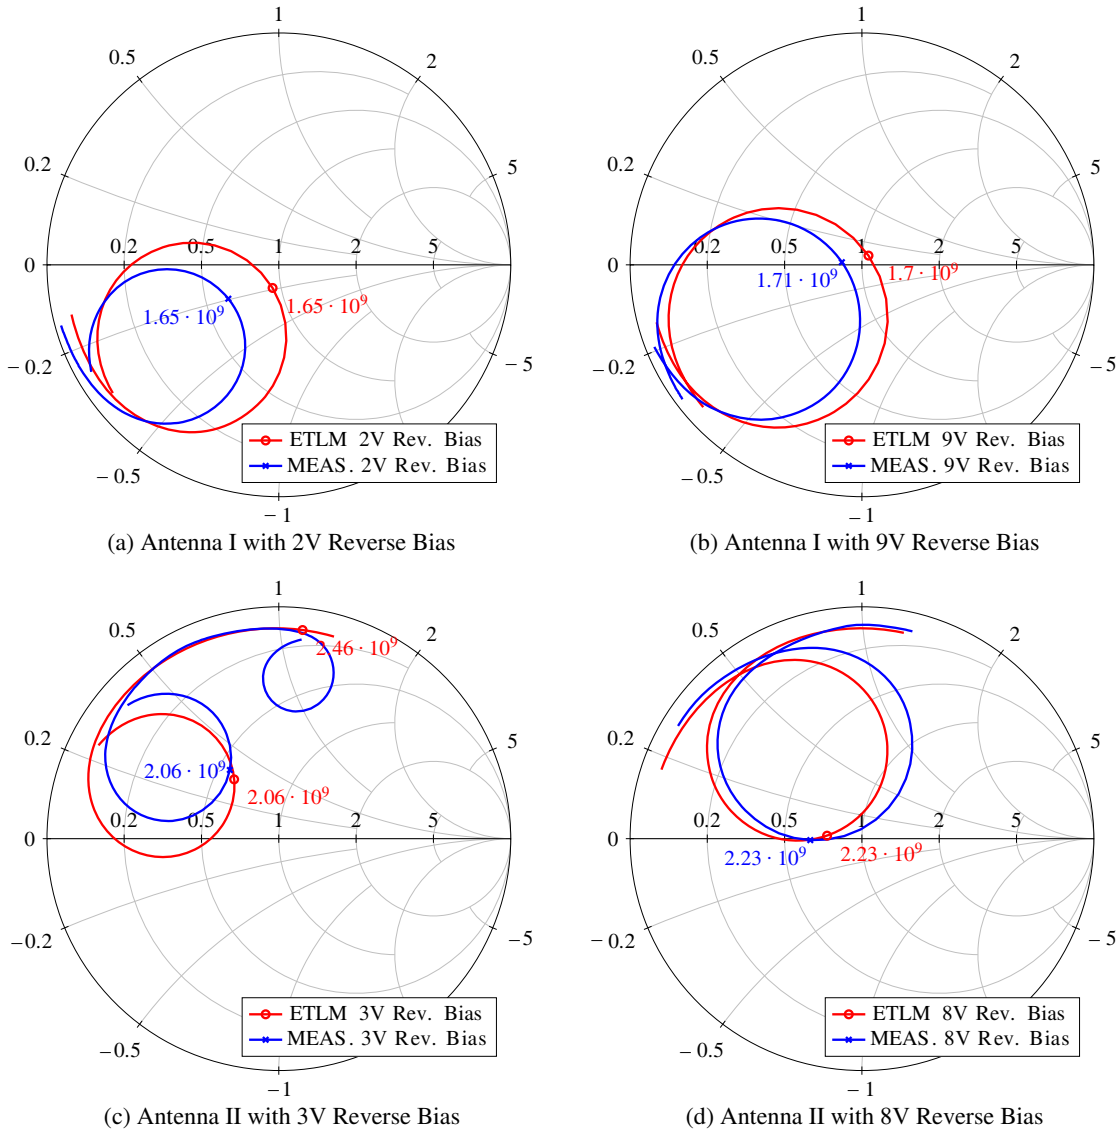 1
0.5
2
0.2
5
0.2
0.5
1
2
5
0
1.65 · 10⁹
1.65 · 10⁹
−0.2
−5
ETLM 2V Rev. Bias
MEAS. 2V Rev. Bias
−0.5
−1
(a) Antenna I with 2V Reverse Bias
1
0.5
2
0.2
5
0.2
0.5
1
2
5
0
1.71 · 10⁹
1.7 · 10⁹
−0.2
−5
ETLM 9V Rev. Bias
MEAS. 9V Rev. Bias
−0.5
−1
(b) Antenna I with 9V Reverse Bias
1
0.5
2
2.46 · 10⁹
0.2
5
2.06 · 10⁹
2.06 · 10⁹
0.2
0.5
1
2
5
0
−0.2
−5
ETLM 3V Rev. Bias
MEAS. 3V Rev. Bias
−0.5
−1
(c) Antenna II with 3V Reverse Bias
1
0.5
2
0.2
5
0.2
0.5
1
2
5
0
2.23 · 10⁹
2.23 · 10⁹
−0.2
−5
ETLM 8V Rev. Bias
MEAS. 8V Rev. Bias
−0.5
−1
(d) Antenna II with 8V Reverse Bias